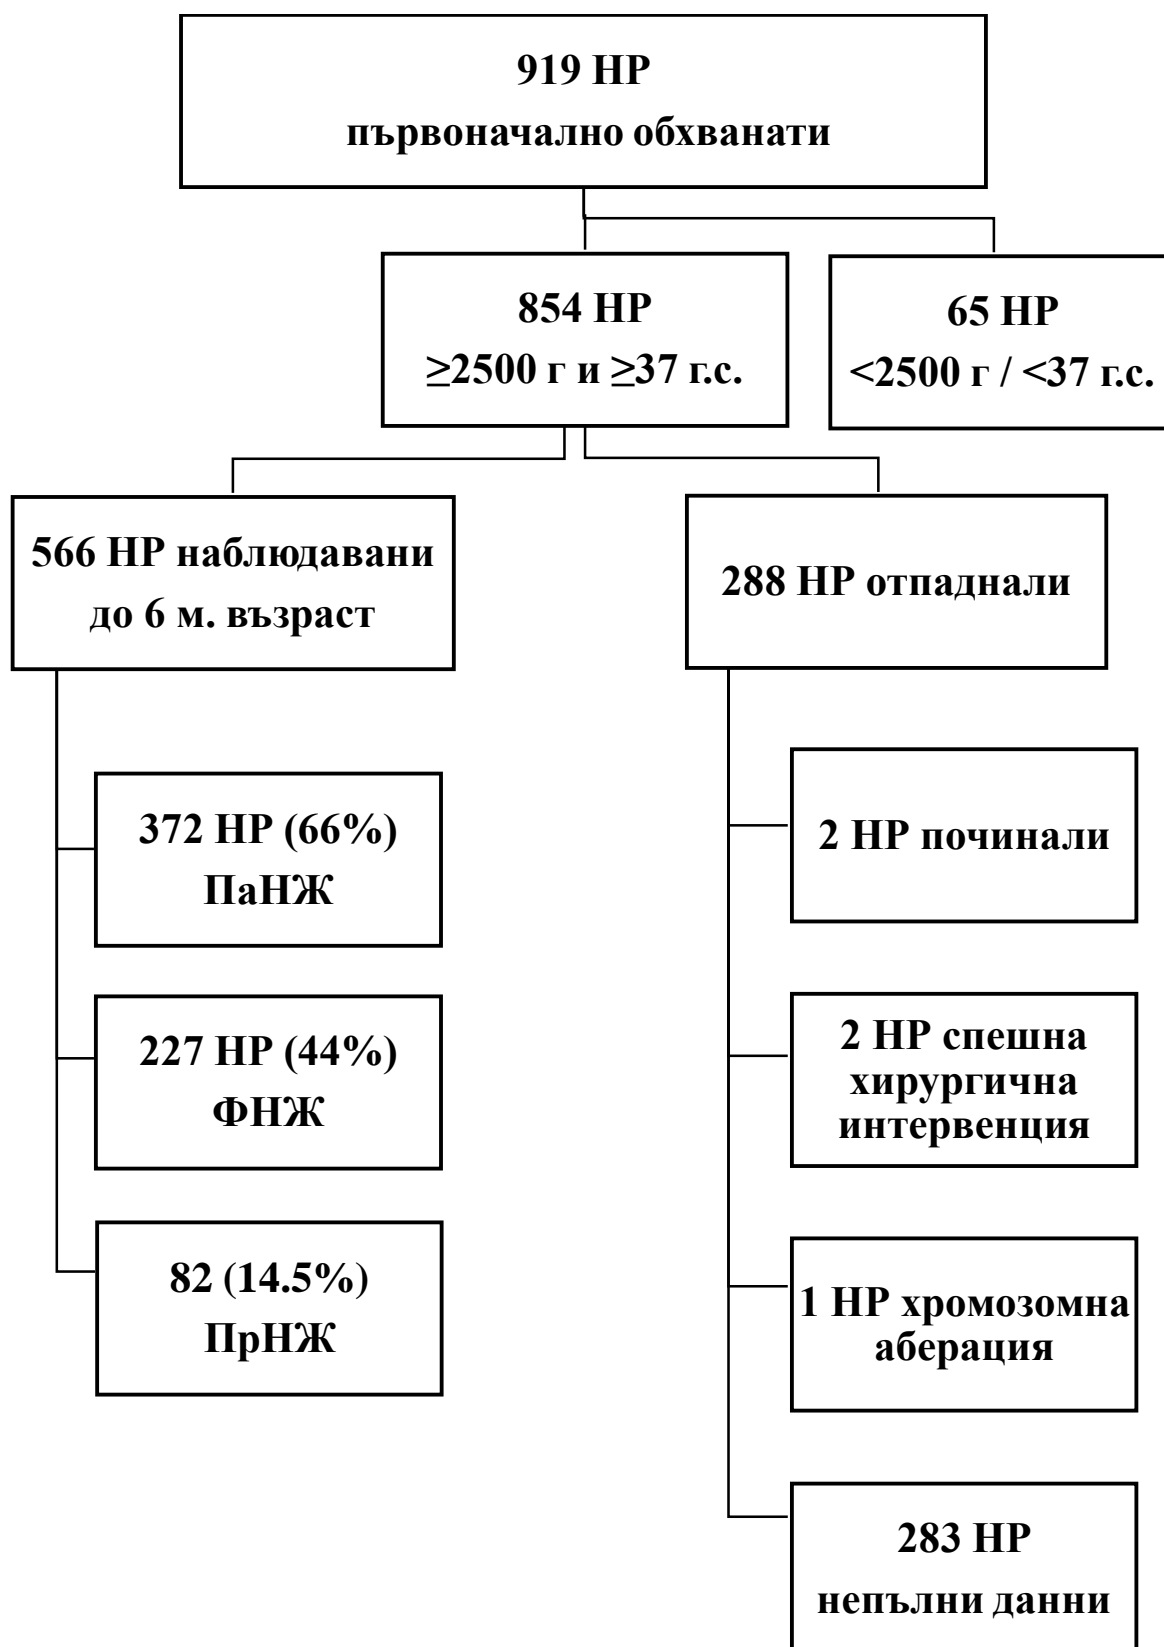 919 НР
първоначално обхванати
854 НР
≥2500 г и ≥37 г.с.
65 НР
<2500 г / <37 г.с.
566 НР наблюдавани
до 6 м. възраст
288 НР отпаднали
372 НР (66%)
ПаНЖ
227 НР (44%)
ФНЖ
82 (14.5%)
ПрНЖ
2 НР починали
2 НР спешна
хирургична
интервенция
1 НР хромозомна
аберация
283 НР
непълни данни